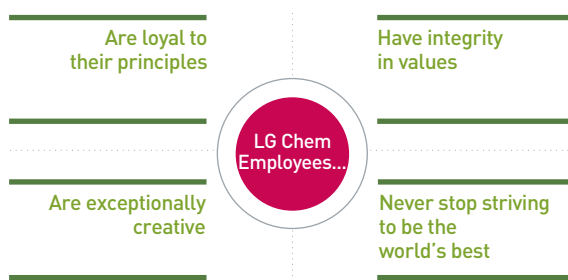 Are loyal to
their principles
Have integrity
in values
LG Chem
Employees...
Are exceptionally
creative
Never stop striving
to be the
world's best